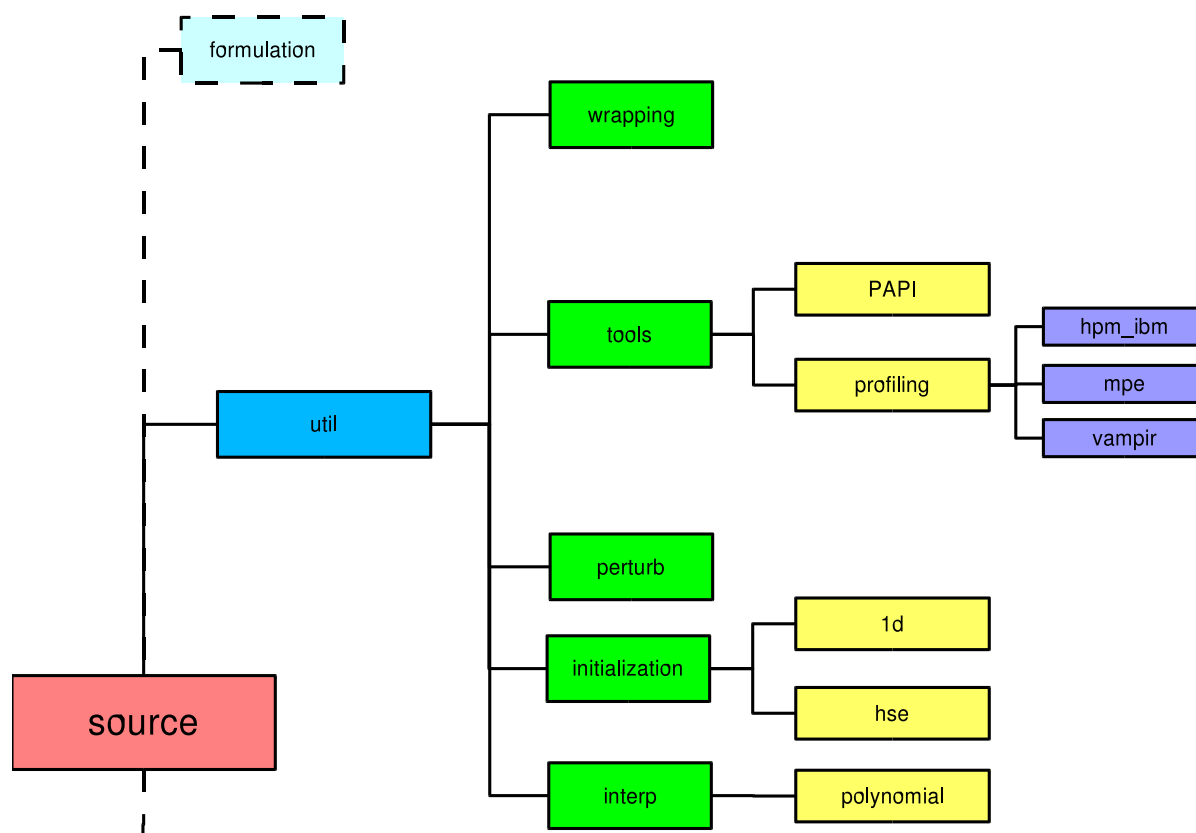 formulation
wrapping
PAPI
hpm_ibm
tools
profiling
mpe
util
vampir
perturb
1d
initialization
source
hse
interp
polynomial